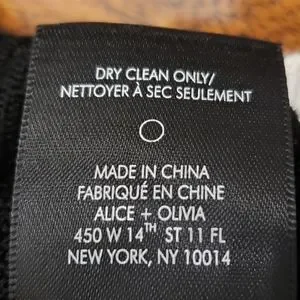 DRY CLEAN ONLY/
NETTOYER À SEC SEULEMENT
MADE IN CHINA
FABRIQUÉ EN CHINE
ALICE + OLIVIA
450 W 14TH ST 11 FL
NEW YORK, NY 10014